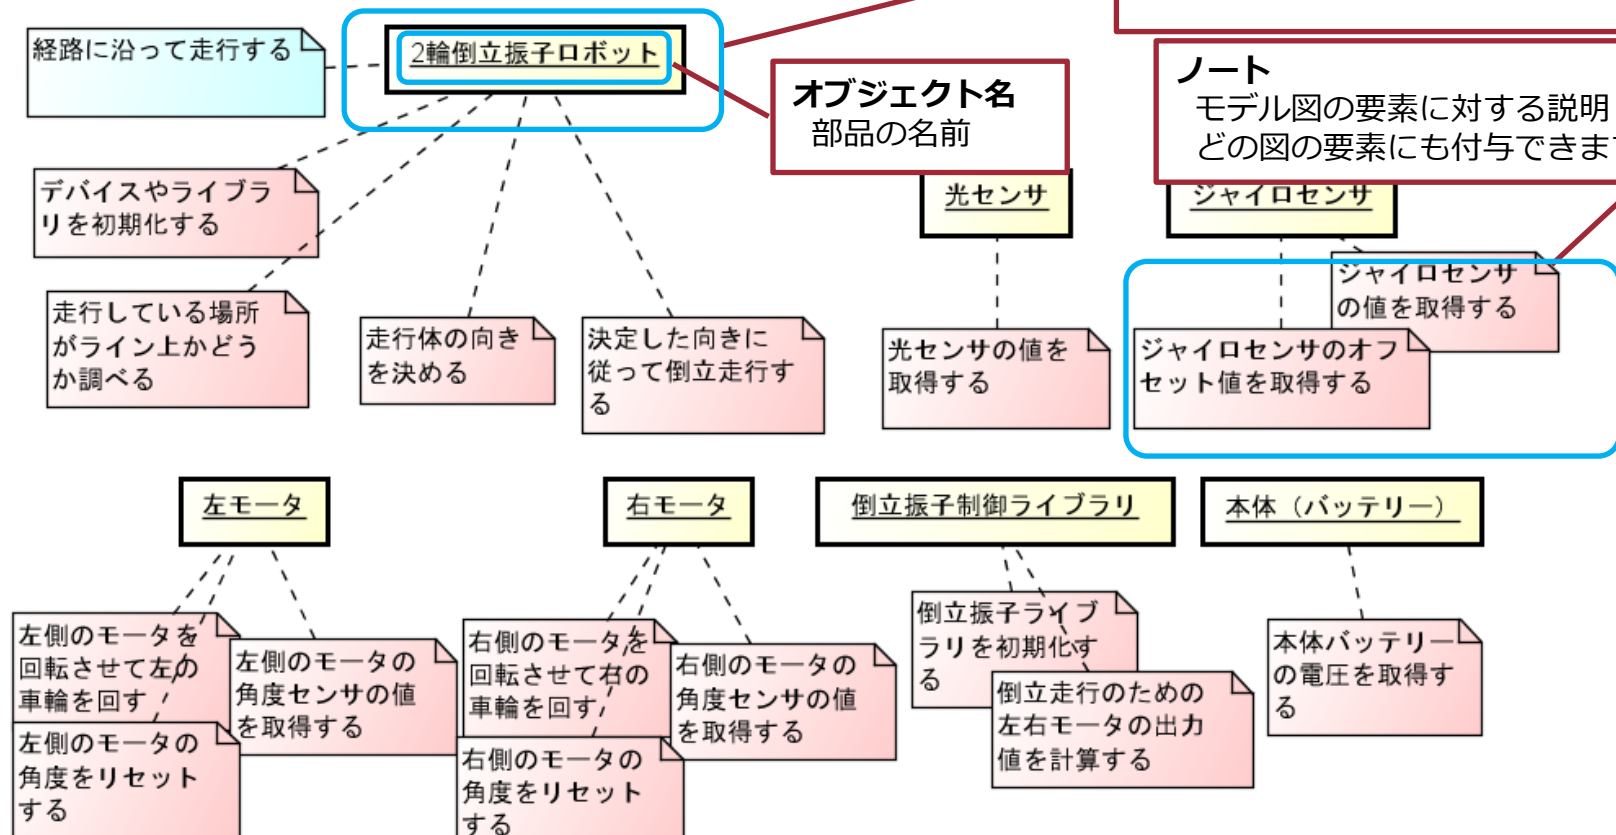 経路に沿って走行する
2輪倒立振子ロボット
オブジェクト名
部品の名前
ノート
モデル図の要素に対する説明
どの図の要素にも付与できま
デバイスやライブラ
リを初期化する
光センサ
ジャイロセンサ
走行している場所
がライン上かどう
か調べる
走行体の向き
を決める
決定した向きに
従って倒立走行す
る
光センサの値を
取得する
ジャイロセンサ
の値を取得する
ジャイロセンサのオフ
セット値を取得する
左モータ
右モータ
倒立振子制御ライブラリ
本体（バッテリー）
左側のモータを
回転させて左の
車輪を回す
左側のモータの
角度センサの値
を取得する
左側のモータの
角度をリセット
する
右側のモータを
回転させて右の
車輪を回す
右側のモータの
角度センサの値
を取得する
右側のモータの
角度をリセット
する
倒立振子ライブ
ラリを初期化す
る
倒立走行のための
左右モータの出力
値を計算する
本体バッテリー
の電圧を取得す
る